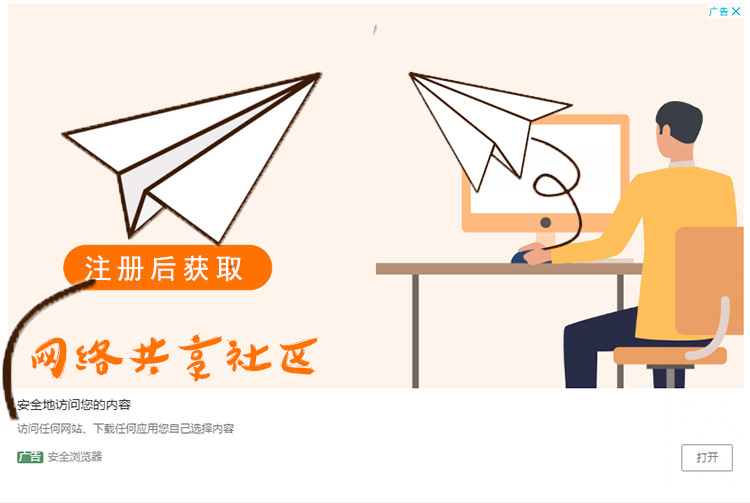 广告
注册后获取
网络共享社区
安全地访问您的内容
访问任何网站、下载任何应用您自己选择内容
广告 安全浏览器
打开